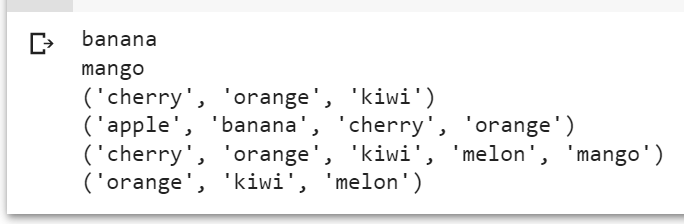 banana
mango
('cherry', 'orange', 'kiwi')
('apple', 'banana', 'cherry', 'orange')
('cherry', 'orange', 'kiwi', 'melon', 'mango')
('orange', 'kiwi', 'melon')